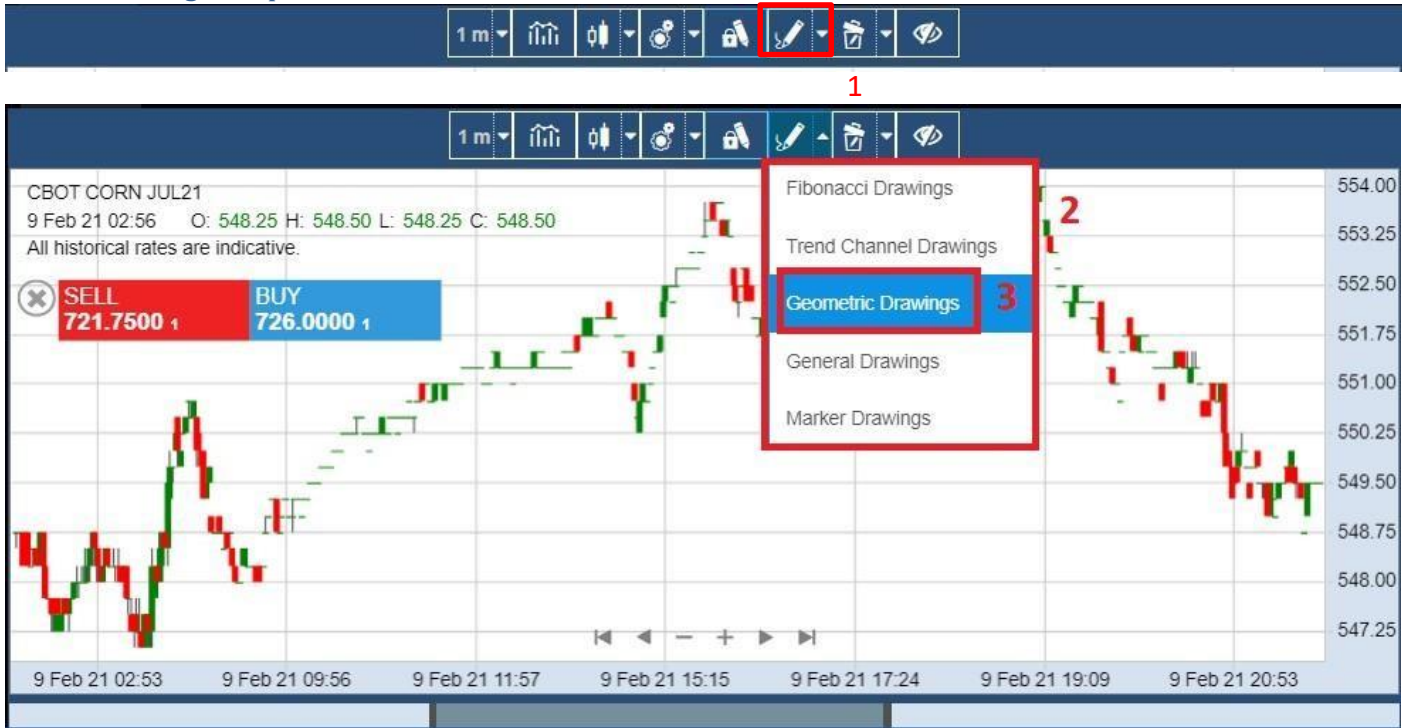 1 m
1
1 m
CBOT CORN JUL21
9 Feb 21 02:56 O: 548.25 H: 548.50 L: 548.25 C: 548.50
All historical rates are indicative.
SELL
721.7500 1
BUY
726.0000 1
Fibonacci Drawings
2
Trend Channel Drawings
Geometric Drawings 3
General Drawings
Marker Drawings
554.00
553.25
552.50
551.75
551.00
550.25
549.50
548.75
548.00
547.25
9 Feb 21 02:53 9 Feb 21 09:56 9 Feb 21 11:57 9 Feb 21 15:15 9 Feb 21 17:24 9 Feb 21 19:09 9 Feb 21 20:53